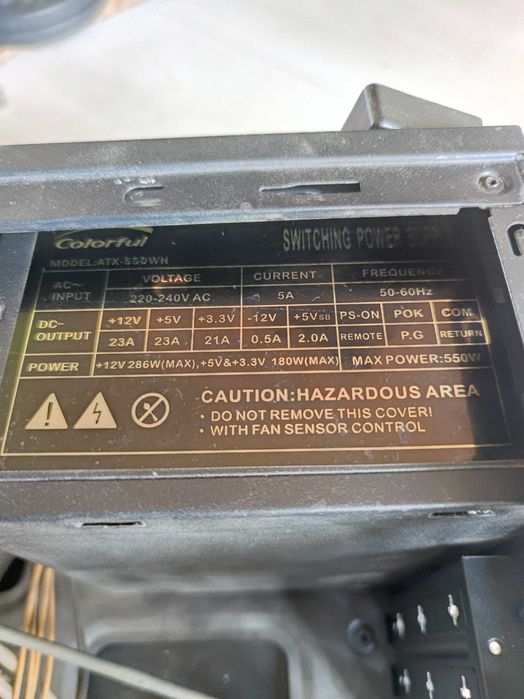 Colorful
SWITCHING POWER SUPPLY
MODEL:ATX-550WH
AC~ INPUT VOLTAGE CURRENT FREQUENCY
220-240V AC 5A 50-60Hz
DC- OUTPUT +12V +5V +3.3V -12V +5VSB PS-ON POK COM
23A 23A 21A 0.5A 2.0A REMOTE P.G RETURN
POWER +12V 286W(MAX),+5V&+3.3V 180W(MAX) MAX POWER:550W
CAUTION:HAZARDOUS AREA
• DO NOT REMOVE THIS COVER!
• WITH FAN SENSOR CONTROL